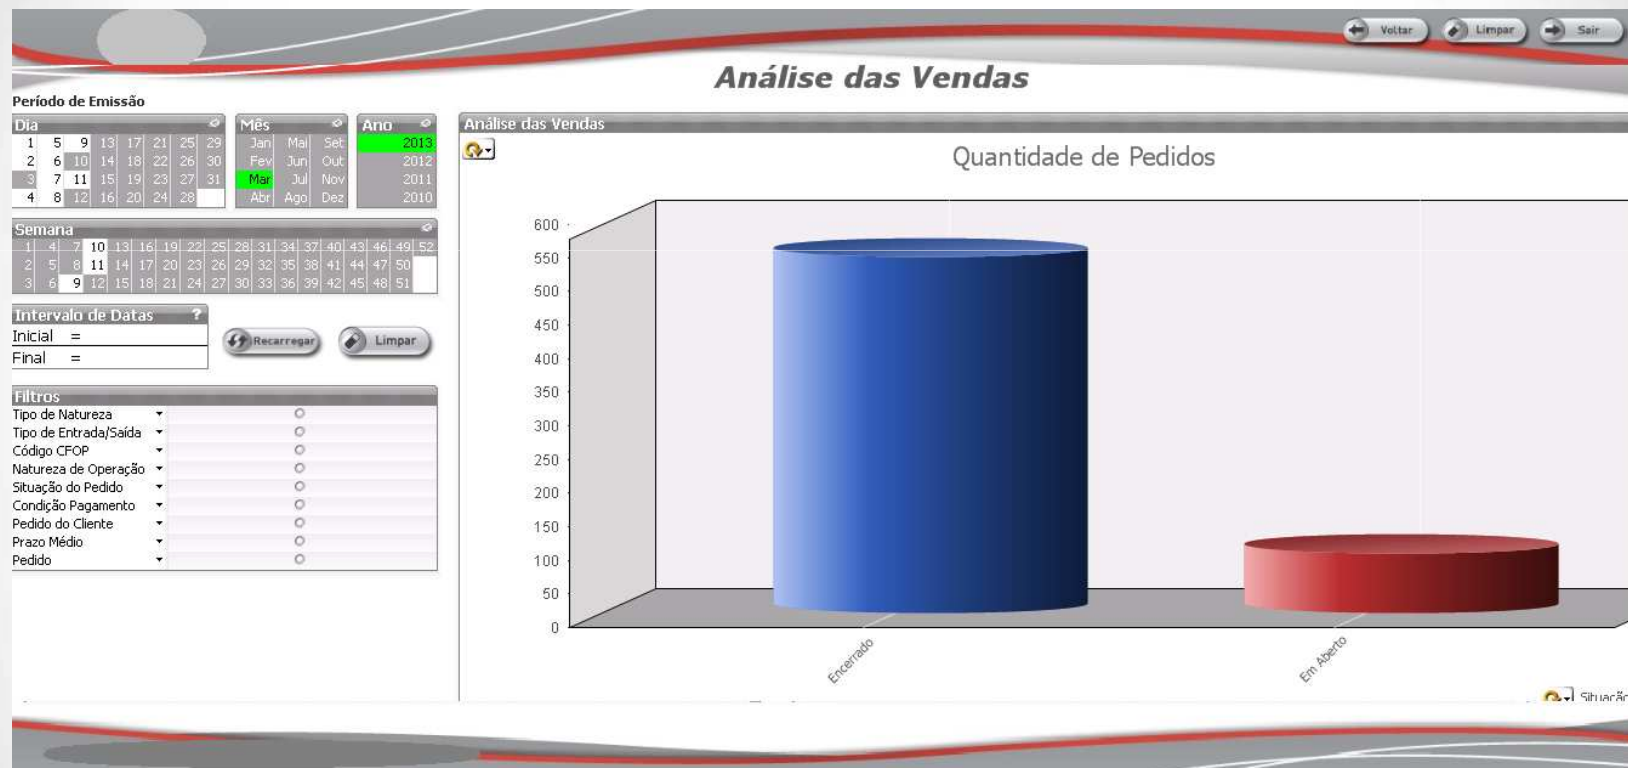 Voltar Limpar Sair
Análise das Vendas
Período de Emissão
Dia
1 5 9 13 17 21 25 29
2 6 10 14 18 22 26 30
3 7 11 15 19 23 27 31
4 8 12 16 20 24 28
Mês
Jan Mai Set
Fev Jun Out
Mar Jul Nov
Abr Ago Dez
Ano
2013
2012
2011
2010
Semana
1 4 7 10 13 16 19 22 25 28 31 34 37 40 43 46 49 52
2 5 8 11 14 17 20 23 26 29 32 35 38 41 44 47 50
3 6 9 12 15 18 21 24 27 30 33 36 39 42 45 48 51
Intervalo de Datas ?
Inicial =
Final =
Recarregar Limpar
Filtros
Tipo de Natureza
Tipo de Entrada/Saída
Código CFOP
Natureza de Operação
Situação do Pedido
Condição Pagamento
Pedido do Cliente
Prazo Médio
Pedido
Análise das Vendas
Quantidade de Pedidos
600
550
500
450
400
350
300
250
200
150
100
50
0
Encerrado
Em Aberto
Situação